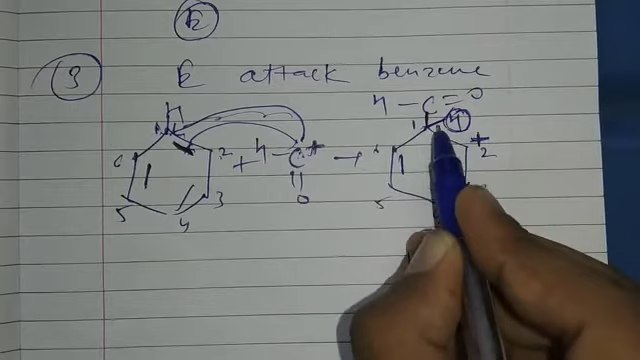 E
3 E attack benzene
H - C = O
H
6 1 2 + H - C + → 1 H + 2
5 4 3 O 5